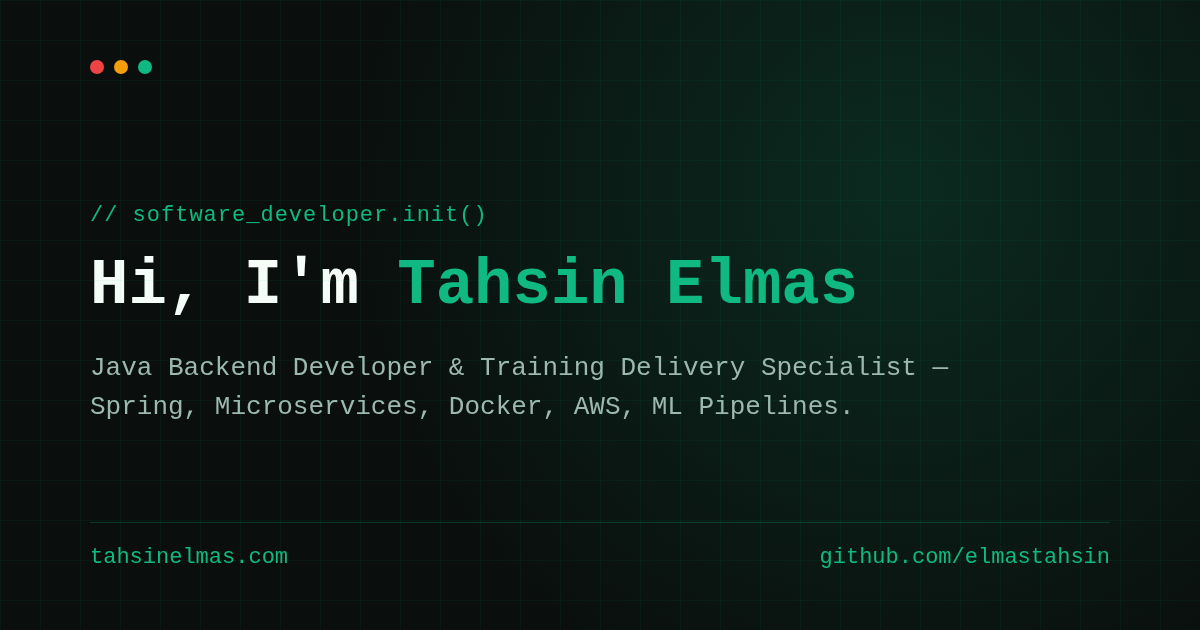 // software_developer.init()
Hi, I'm Tahsin Elmas
Java Backend Developer & Training Delivery Specialist —
Spring, Microservices, Docker, AWS, ML Pipelines.
tahsinelmas.com
github.com/elmastahsin